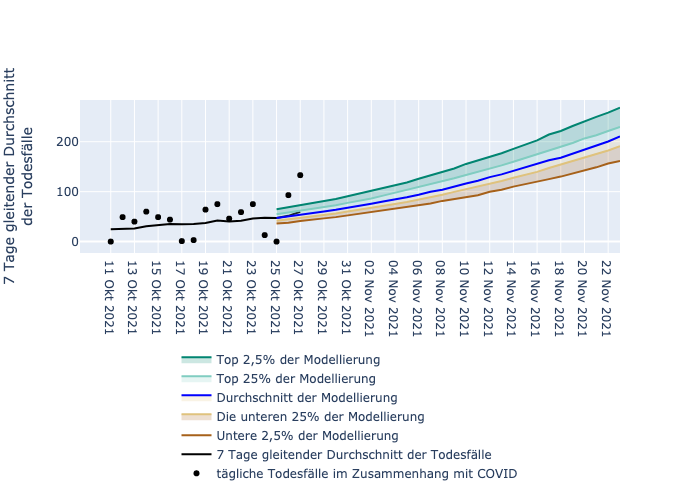 7 Tage gleitender Durchschnitt
der Todesfälle
200
100
0
11 Okt 2021
13 Okt 2021
15 Okt 2021
17 Okt 2021
19 Okt 2021
21 Okt 2021
23 Okt 2021
25 Okt 2021
27 Okt 2021
29 Okt 2021
31 Okt 2021
02 Nov 2021
04 Nov 2021
06 Nov 2021
08 Nov 2021
10 Nov 2021
12 Nov 2021
14 Nov 2021
16 Nov 2021
18 Nov 2021
20 Nov 2021
22 Nov 2021
Top 2,5% der Modellierung
Top 25% der Modellierung
Durchschnitt der Modellierung
Die unteren 25% der Modellierung
Untere 2,5% der Modellierung
7 Tage gleitender Durchschnitt der Todesfälle
tägliche Todesfälle im Zusammenhang mit COVID